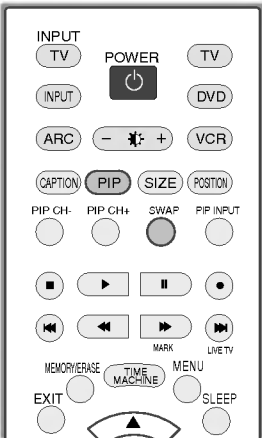 INPUT
TV POWER TV
INPUT DVD
ARC - + VCR
CAPTION PIP SIZE POSITION
PIP CH- PIP CH+ SWAP PIP INPUT
MARK LIVE TV
MEMORY/ERASE TIME MACHINE MENU
EXIT SLEEP